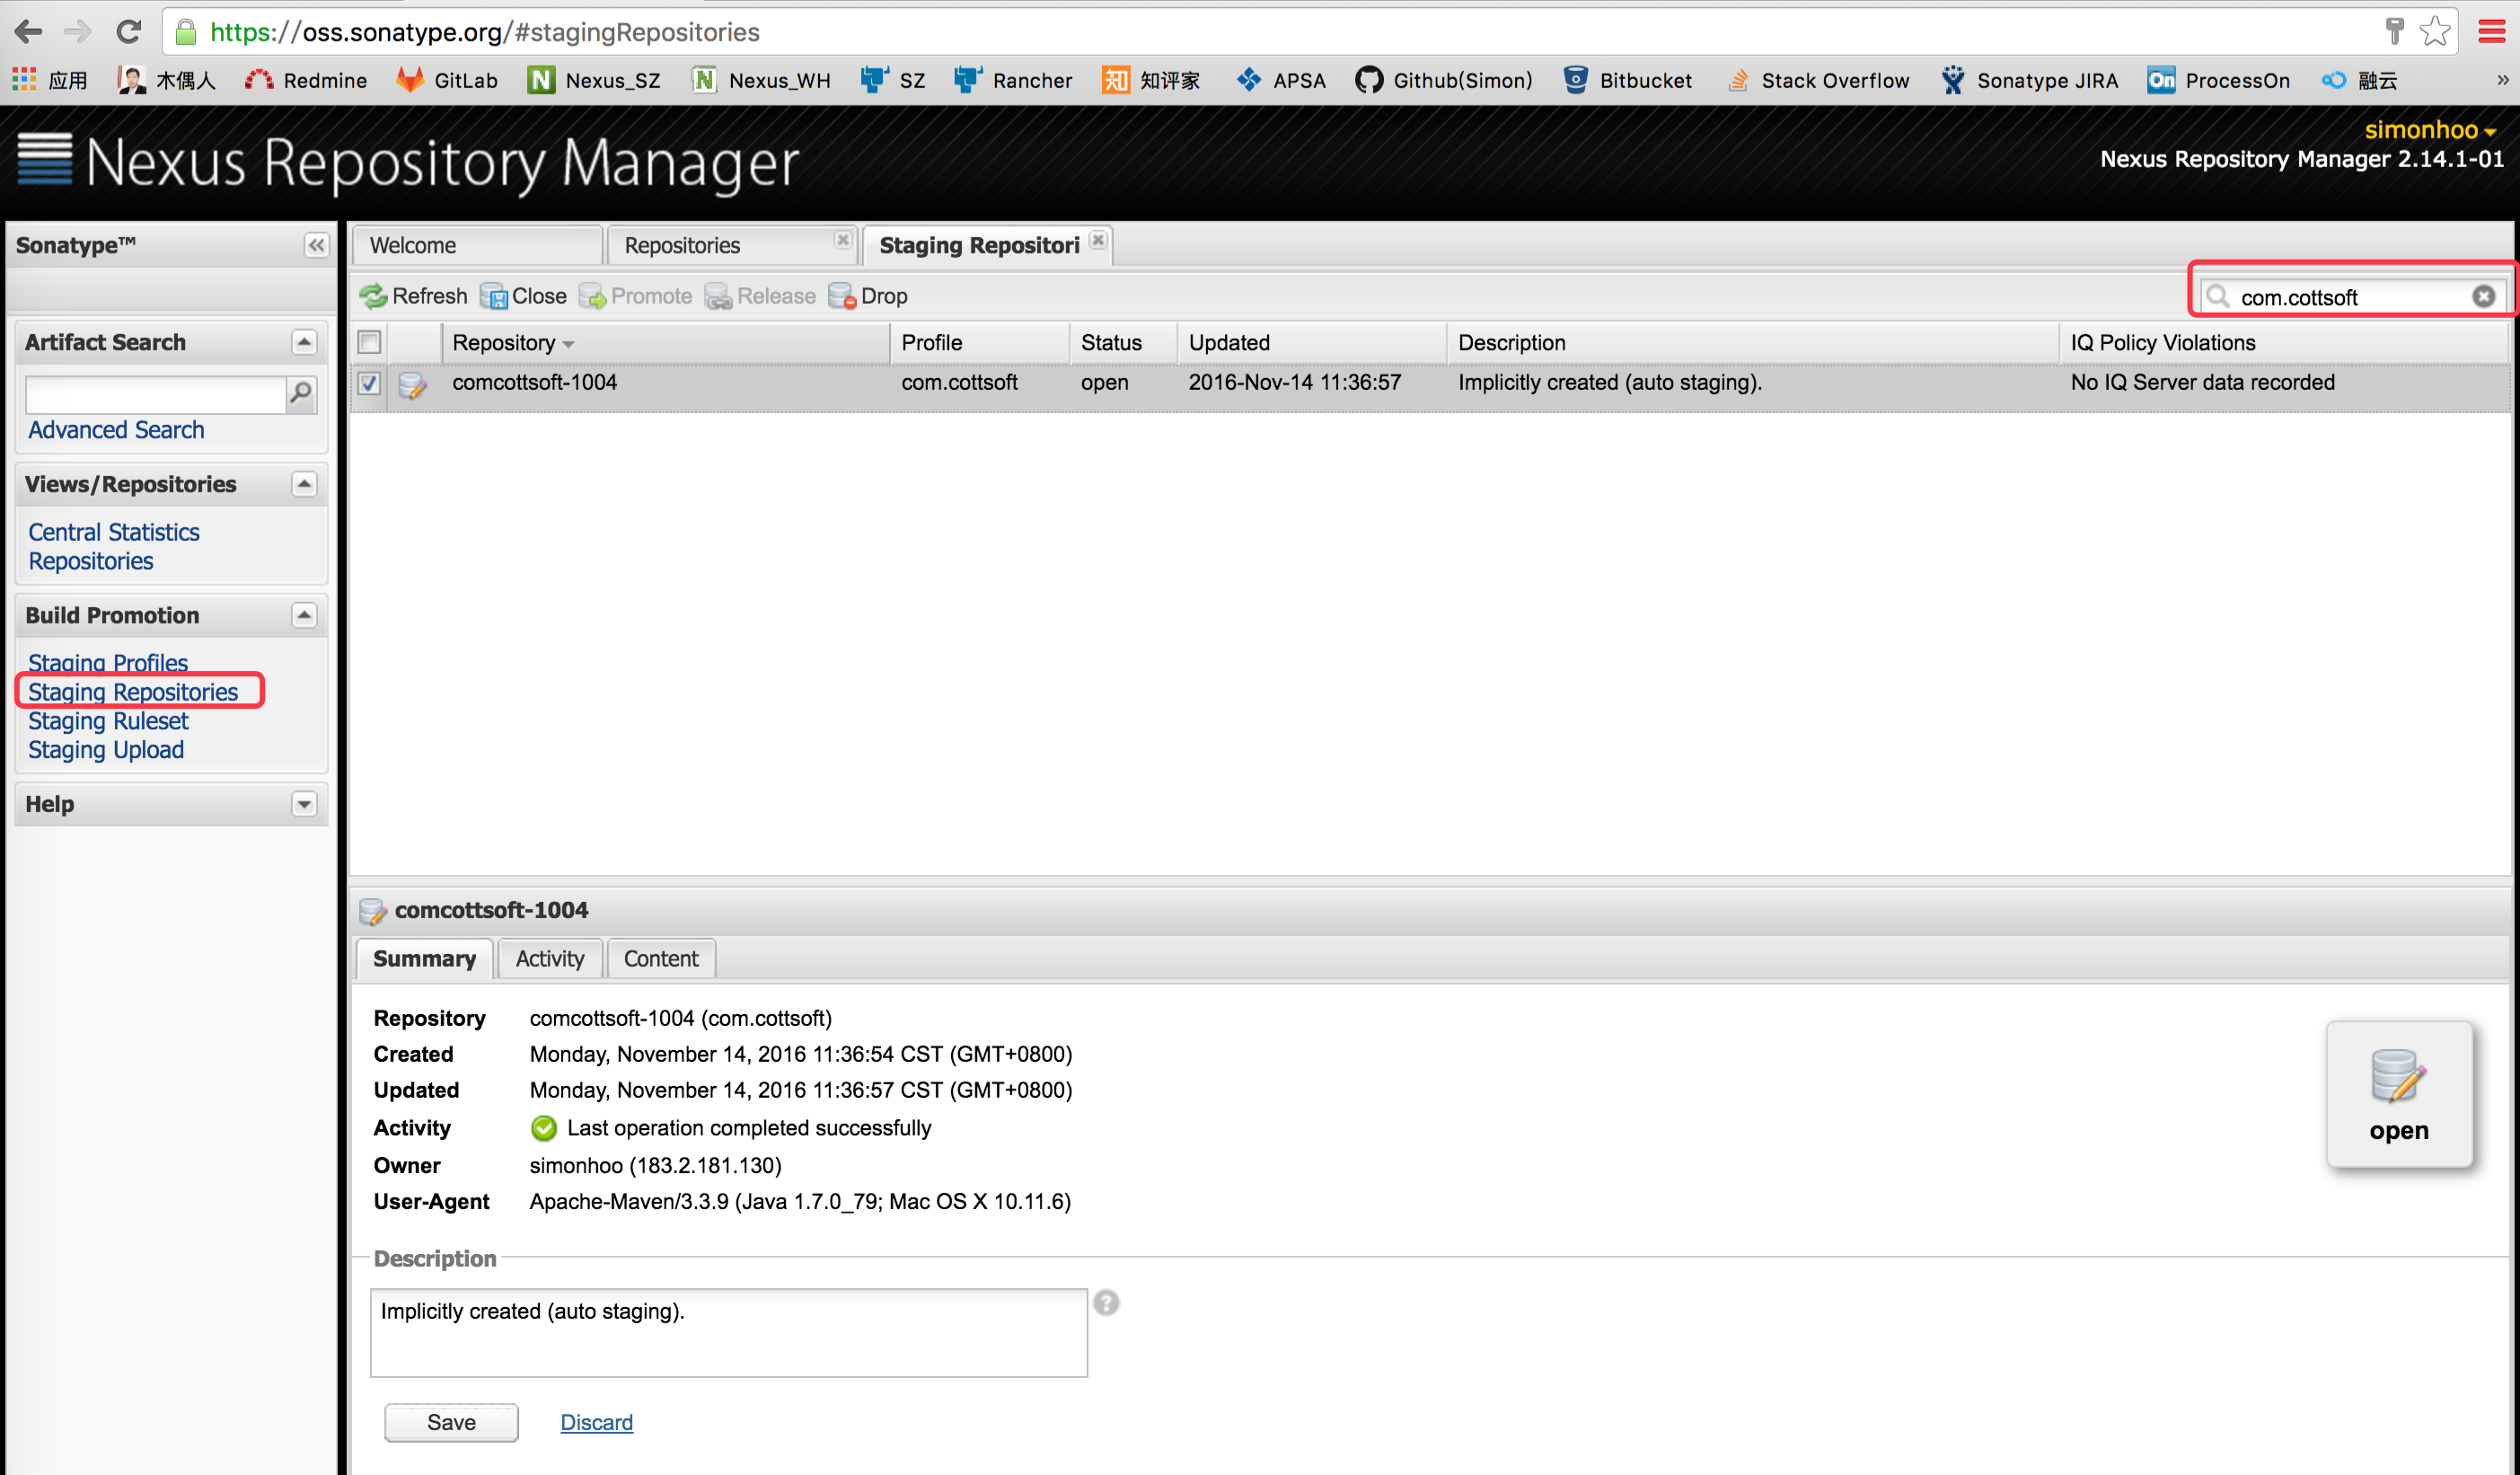 https://oss.sonatype.org/#stagingRepositories
应用 木偶人 Redmine GitLab Nexus_SZ Nexus_WH SZ Rancher 知评家 APSA Github(Simon) Bitbucket Stack Overflow Sonatype JIRA ProcessOn 融云 »
simonhoo
Nexus Repository Manager
Nexus Repository Manager 2.14.1-01
Sonatype™
Welcome Repositories Staging Repositori
Refresh Close Promote Release Drop com.cottsoft
Artifact Search
Advanced Search
Views/Repositories
Central Statistics
Repositories
Build Promotion
Staging Profiles
Staging Repositories
Staging Ruleset
Staging Upload
Help
Repository Profile Status Updated Description IQ Policy Violations
comcottsoft-1004 com.cottsoft open 2016-Nov-14 11:36:57 Implicitly created (auto staging). No IQ Server data recorded
comcottsoft-1004
Summary Activity Content
Repository comcottsoft-1004 (com.cottsoft)
Created Monday, November 14, 2016 11:36:54 CST (GMT+0800)
Updated Monday, November 14, 2016 11:36:57 CST (GMT+0800)
Activity Last operation completed successfully
Owner simonhoo (183.2.181.130)
User-Agent Apache-Maven/3.3.9 (Java 1.7.0_79; Mac OS X 10.11.6)
open
Description
Implicitly created (auto staging).
Save Discard